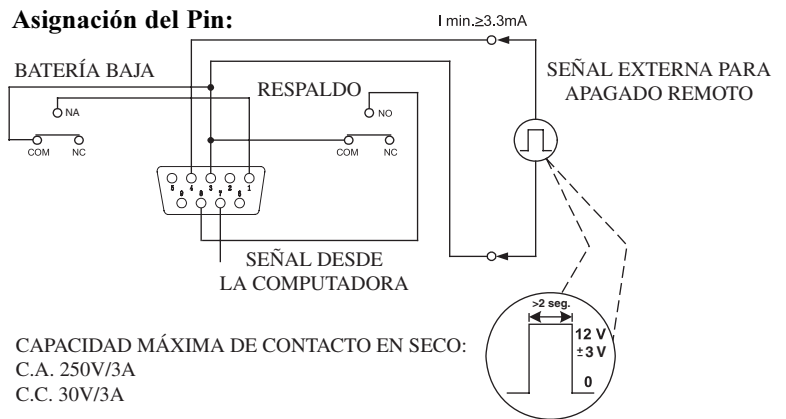 Asignación del Pin:
I min.≥3.3mA
BATERÍA BAJA
RESPALDO
SEÑAL EXTERNA PARA
APAGADO REMOTO
NA
NO
COM
NC
COM
NC
5 4 3 2 1
9 8 7 6
SEÑAL DESDE
LA COMPUTADORA
>2 seg.
12 V
±3 V
0
CAPACIDAD MÁXIMA DE CONTACTO EN SECO:
C.A. 250V/3A
C.C. 30V/3A